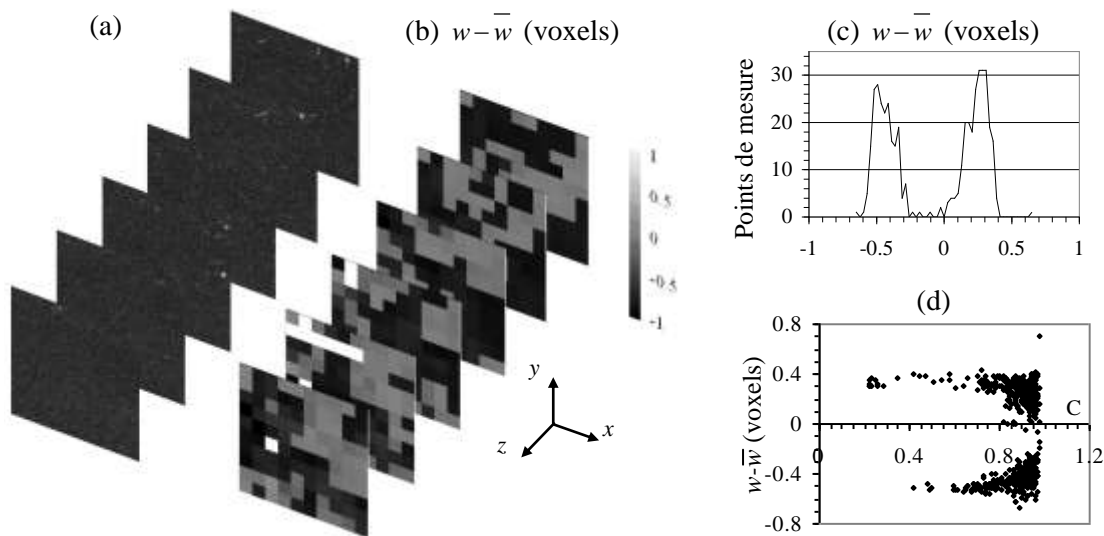 (a)
(b) w – w̅ (voxels)
1
0.5
0
-0.5
-1
y
x
z
(c) w – w̅ (voxels)
Points de mesure
30
20
10
0
-1 -0.5 0 0.5 1
(d)
w-w̅ (voxels)
0.8
0.4
0
-0.4
-0.8
0 0.4 0.8 1.2
C